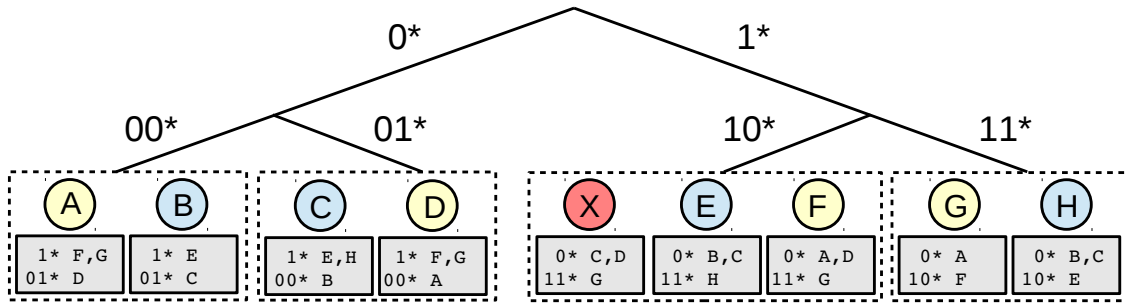 0* 1*
00* 01* 10* 11*
A B C D X E F G H
1* F,G 1* E 1* E,H 1* F,G 0* C,D 0* B,C 0* A,D 0* A 0* B,C
01* D 01* C 00* B 00* A 11* G 11* H 11* G 10* F 10* E